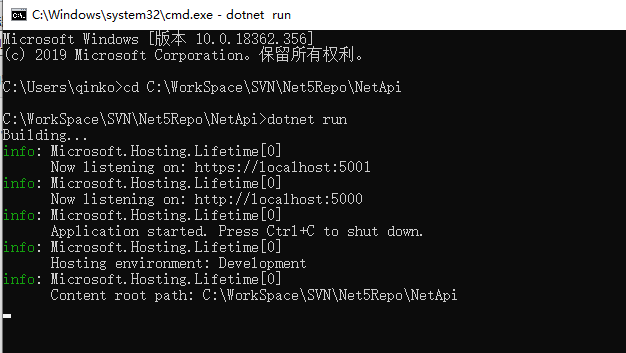 C:\Windows\system32\cmd.exe - dotnet  run
Microsoft Windows [版本 10.0.18362.356]
(c) 2019 Microsoft Corporation。保留所有权利。
C:\Users\qinko>cd C:\WorkSpace\SVN\Net5Repo\NetApi
C:\WorkSpace\SVN\Net5Repo\NetApi>dotnet run
Building...
info: Microsoft.Hosting.Lifetime[0]
Now listening on: https://localhost:5001
info: Microsoft.Hosting.Lifetime[0]
Now listening on: http://localhost:5000
info: Microsoft.Hosting.Lifetime[0]
Application started. Press Ctrl+C to shut down.
info: Microsoft.Hosting.Lifetime[0]
Hosting environment: Development
info: Microsoft.Hosting.Lifetime[0]
Content root path: C:\WorkSpace\SVN\Net5Repo\NetApi